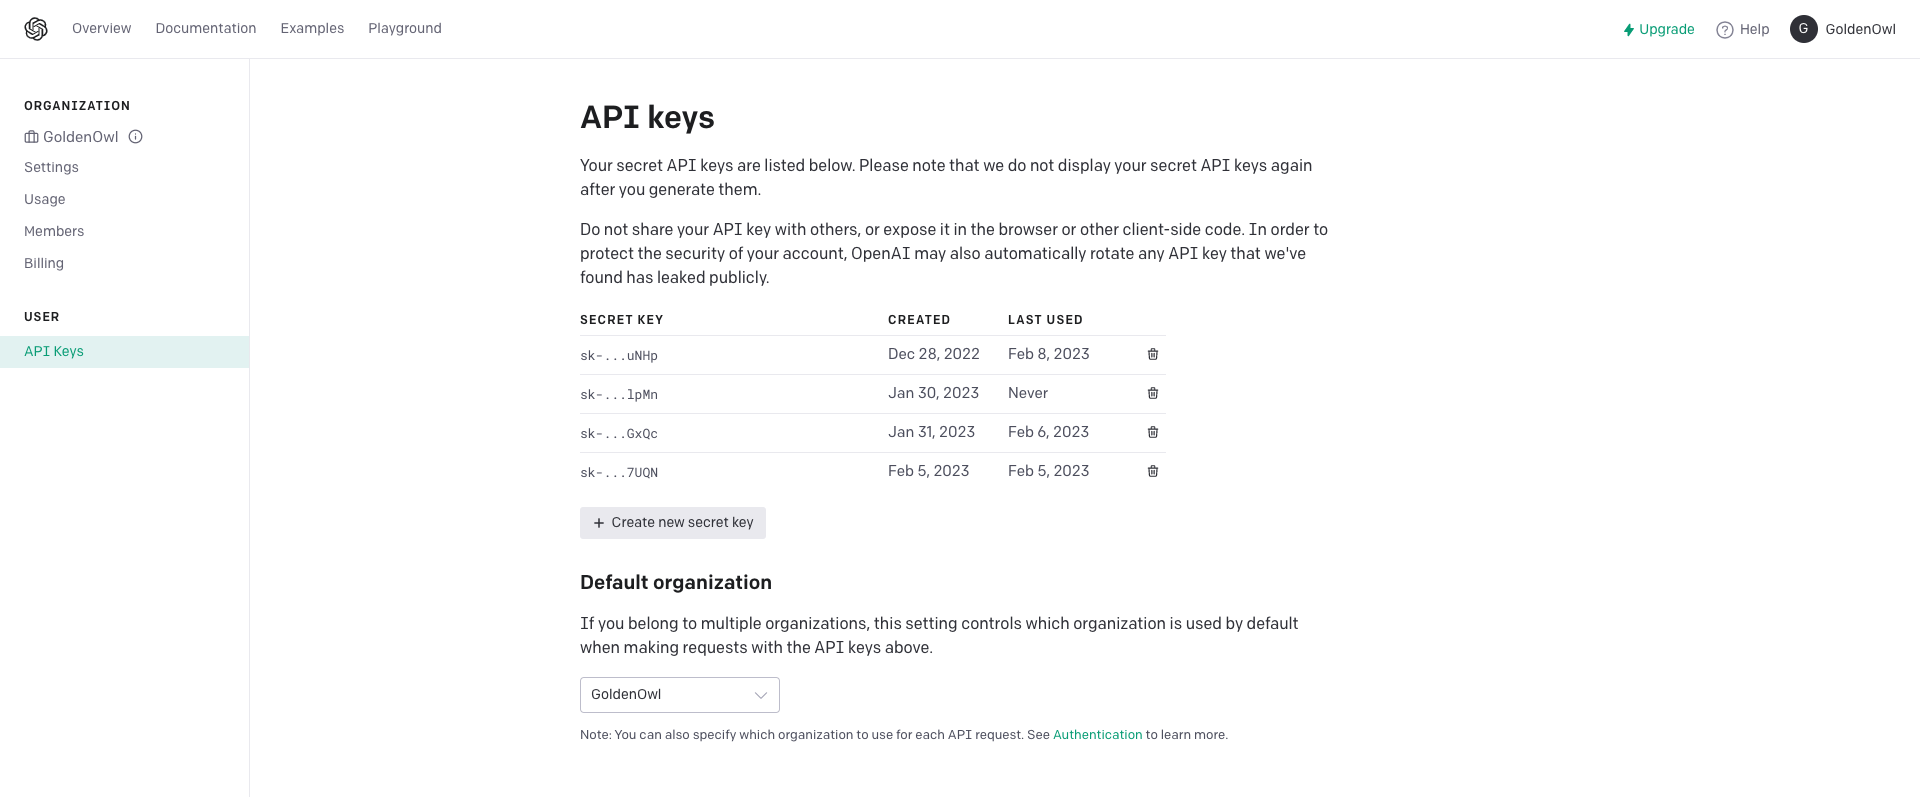 Overview Documentation Examples Playground
Upgrade Help G GoldenOwl
ORGANIZATION
GoldenOwl
Settings
Usage
Members
Billing
USER
API Keys
API keys
Your secret API keys are listed below. Please note that we do not display your secret API keys again
after you generate them.
Do not share your API key with others, or expose it in the browser or other client-side code. In order to
protect the security of your account, OpenAI may also automatically rotate any API key that we've
found has leaked publicly.
SECRET KEY CREATED LAST USED
sk-...uNHp Dec 28, 2022 Feb 8, 2023
sk-...lpMn Jan 30, 2023 Never
sk-...GxQc Jan 31, 2023 Feb 6, 2023
sk-...7UQN Feb 5, 2023 Feb 5, 2023
+ Create new secret key
Default organization
If you belong to multiple organizations, this setting controls which organization is used by default
when making requests with the API keys above.
GoldenOwl
Note: You can also specify which organization to use for each API request. See Authentication to learn more.